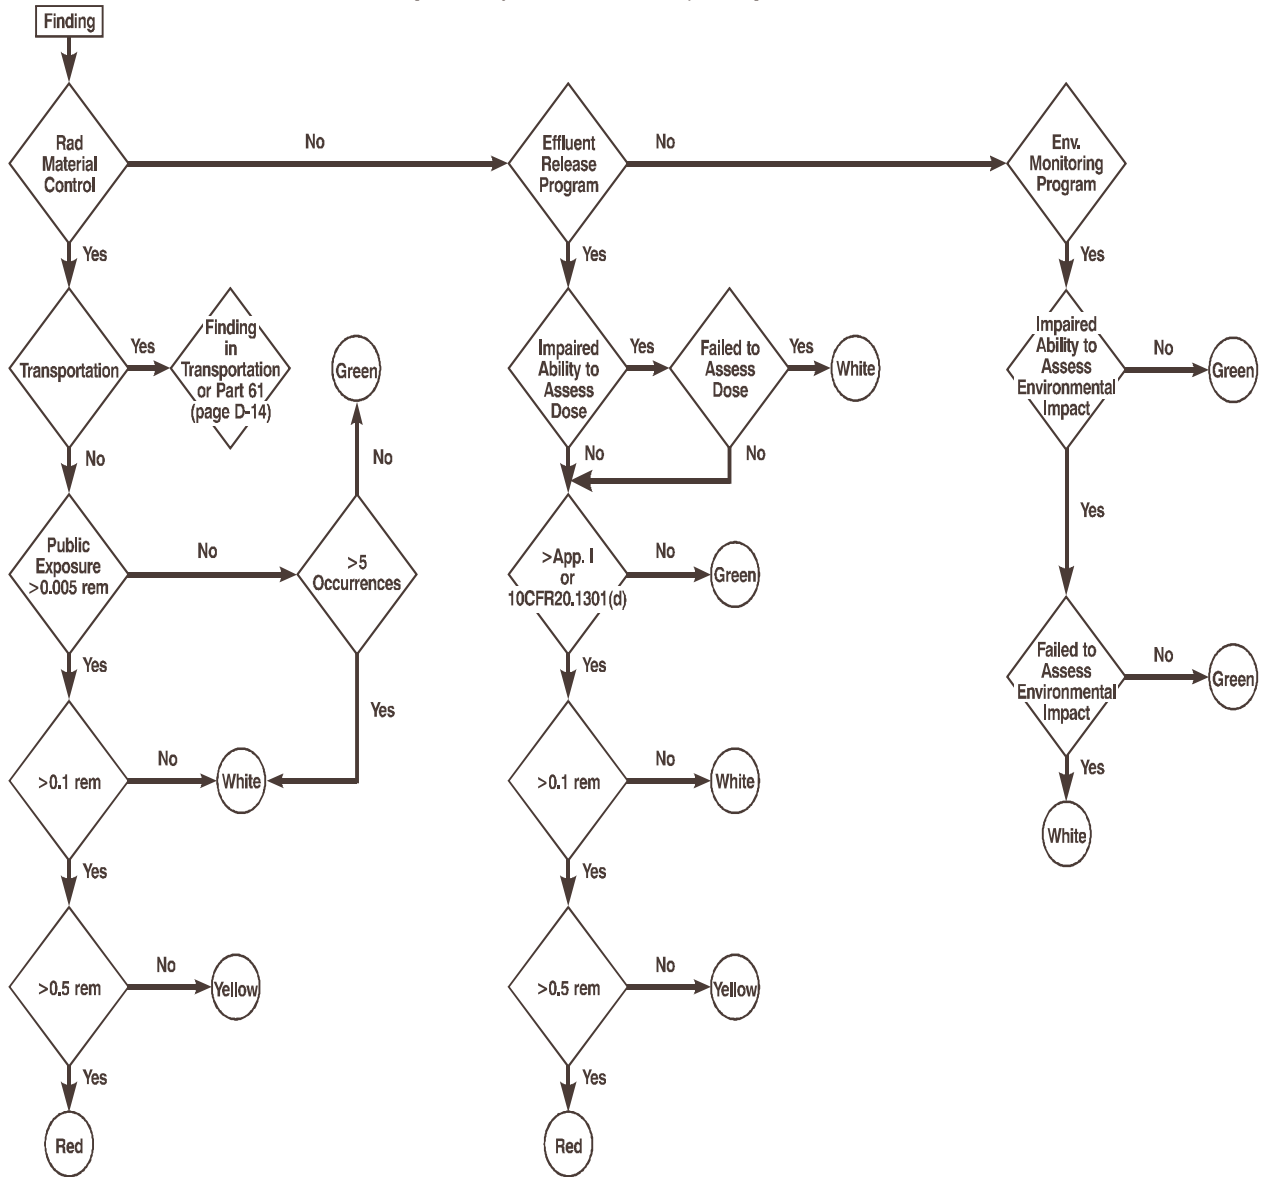 Finding
Rad
Material
Control
No
Effluent
Release
Program
No
Env.
Monitoring
Program
Yes
Yes
Yes
Transportation
Yes
Finding
in
Transportation
or Part 61
(page D-14)
Green
Impaired
Ability to
Assess
Dose
Yes
Failed to
Assess
Dose
Yes
White
Impaired
Ability to
Assess
Environmental
Impact
No
Green
No
No
No
No
Public
Exposure
>0.005 rem
No
>5
Occurrences
>App. I
or
10CFR20.1301(d)
No
Green
Yes
Yes
Yes
Yes
Failed to
Assess
Environmental
Impact
No
Green
>0.1 rem
No
White
>0.1 rem
No
White
Yes
White
Yes
Yes
>0.5 rem
No
Yellow
>0.5 rem
No
Yellow
Yes
Yes
Red
Red